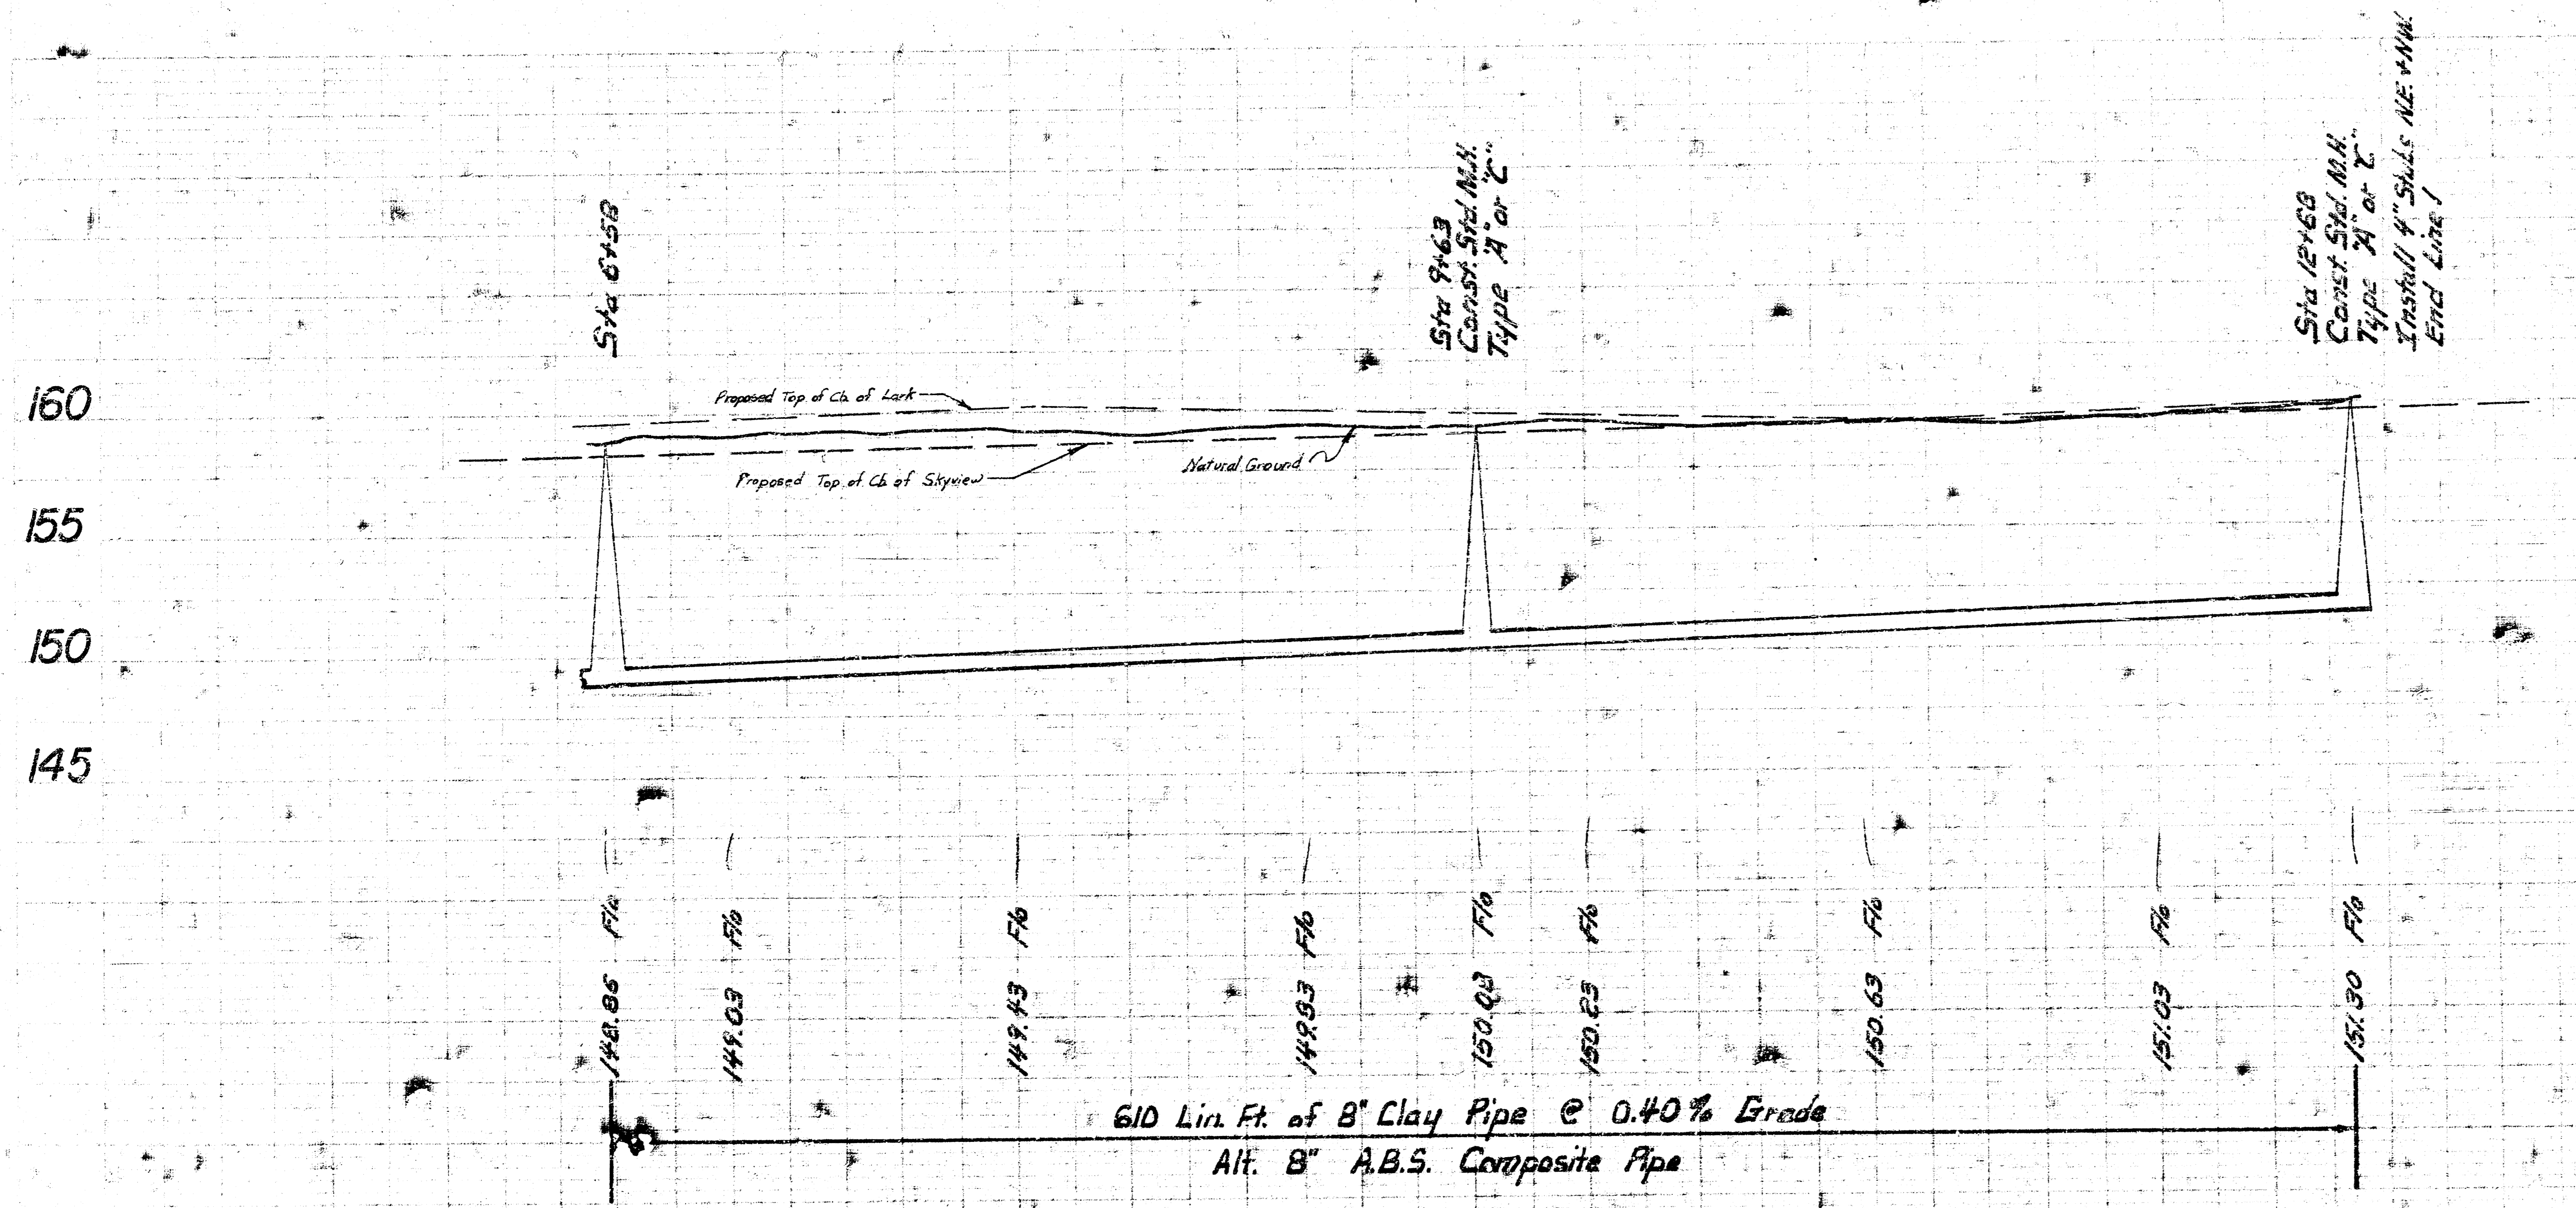 Sta 6+58
Sta 9+63
Const. Std. M.H.
Type "A" or "C"
Sta 12+68
Const. Std. M.H.
Type "A" or "C"
Install 4" Stubs N.E. + N.W.
End Line 1
160
155
150
145
Proposed Top of Cb. of Lark
Proposed Top of Cb. of Skyview
Natural Ground
148.86 Flo
149.03 Flo
149.43 Flo
149.83 Flo
150.08 Flo
150.23 Flo
150.63 Flo
151.03 Flo
151.30 Flo
610 Lin. Ft. of 8" Clay Pipe @ 0.40% Grade
Alt. 8" A.B.S. Composite Pipe